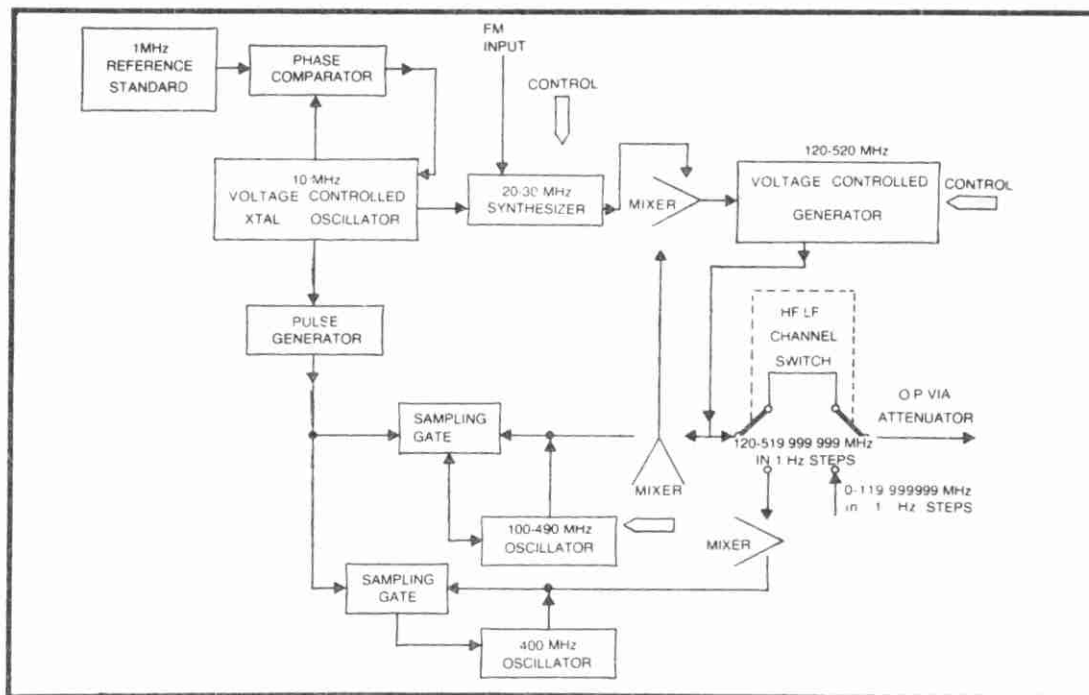 1MHz
REFERENCE
STANDARD
PHASE
COMPARATOR
FM
INPUT
CONTROL
10 MHz
VOLTAGE CONTROLLED
XTAL OSCILLATOR
20-30 MHz
SYNTHESIZER
MIXER
120-520 MHz
VOLTAGE CONTROLLED
GENERATOR
CONTROL
PULSE
GENERATOR
HF LF
CHANNEL
SWITCH
O P VIA
ATTENUATOR
SAMPLING
GATE
120-519 999 999 MHz
IN 1 Hz STEPS
MIXER
0-119 999999 MHz
in 1 Hz STEPS
100-490 MHz
OSCILLATOR
MIXER
SAMPLING
GATE
400 MHz
OSCILLATOR